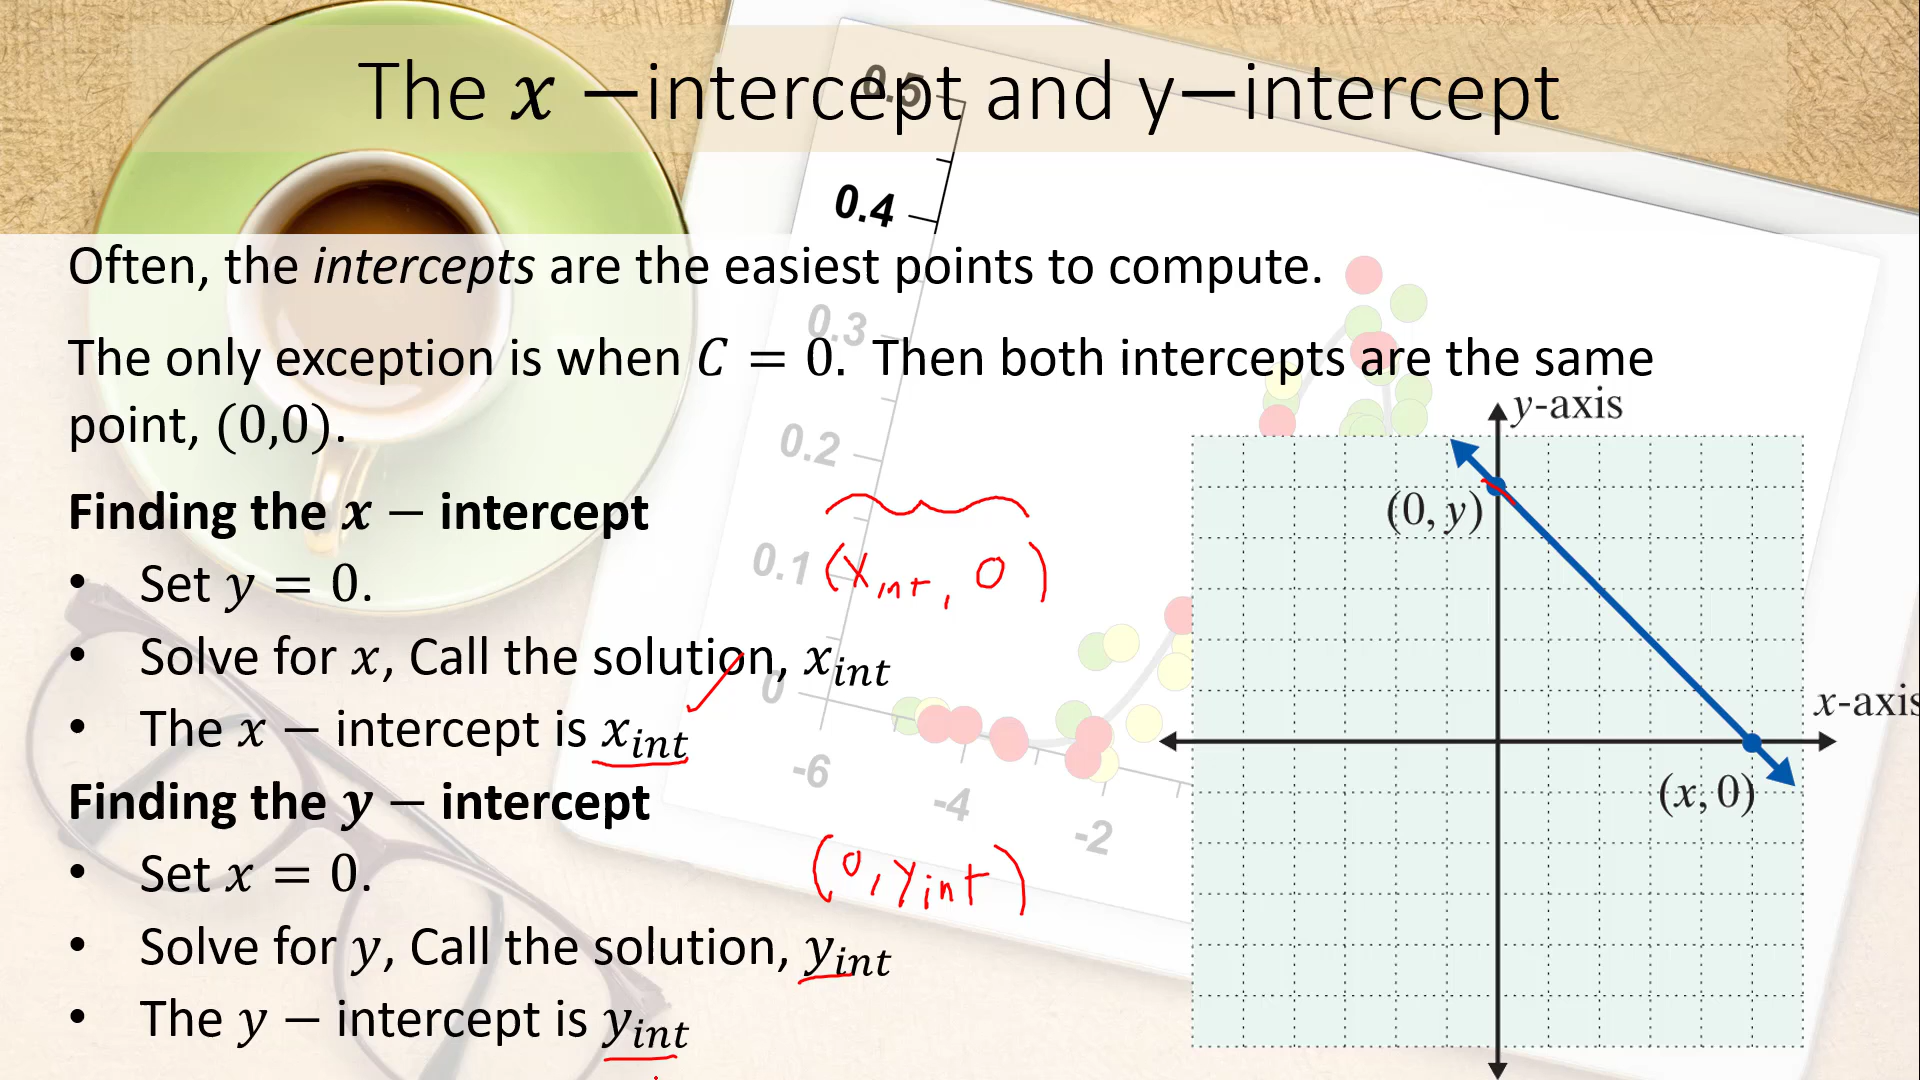 The x −intercept and y−intercept
0.5
0.4
Often, the intercepts are the easiest points to compute.
0.3
The only exception is when C = 0. Then both intercepts are the same
point, (0,0).
y-axis
0.2
Finding the x − intercept
(0, y)
0.1
(xint, 0)
• Set y = 0.
• Solve for x, Call the solution, xint
0
x-axis
• The x − intercept is xint
-6
-4
-2
(x, 0)
Finding the y − intercept
• Set x = 0.
(0, yint)
• Solve for y, Call the solution, yint
• The y − intercept is yint